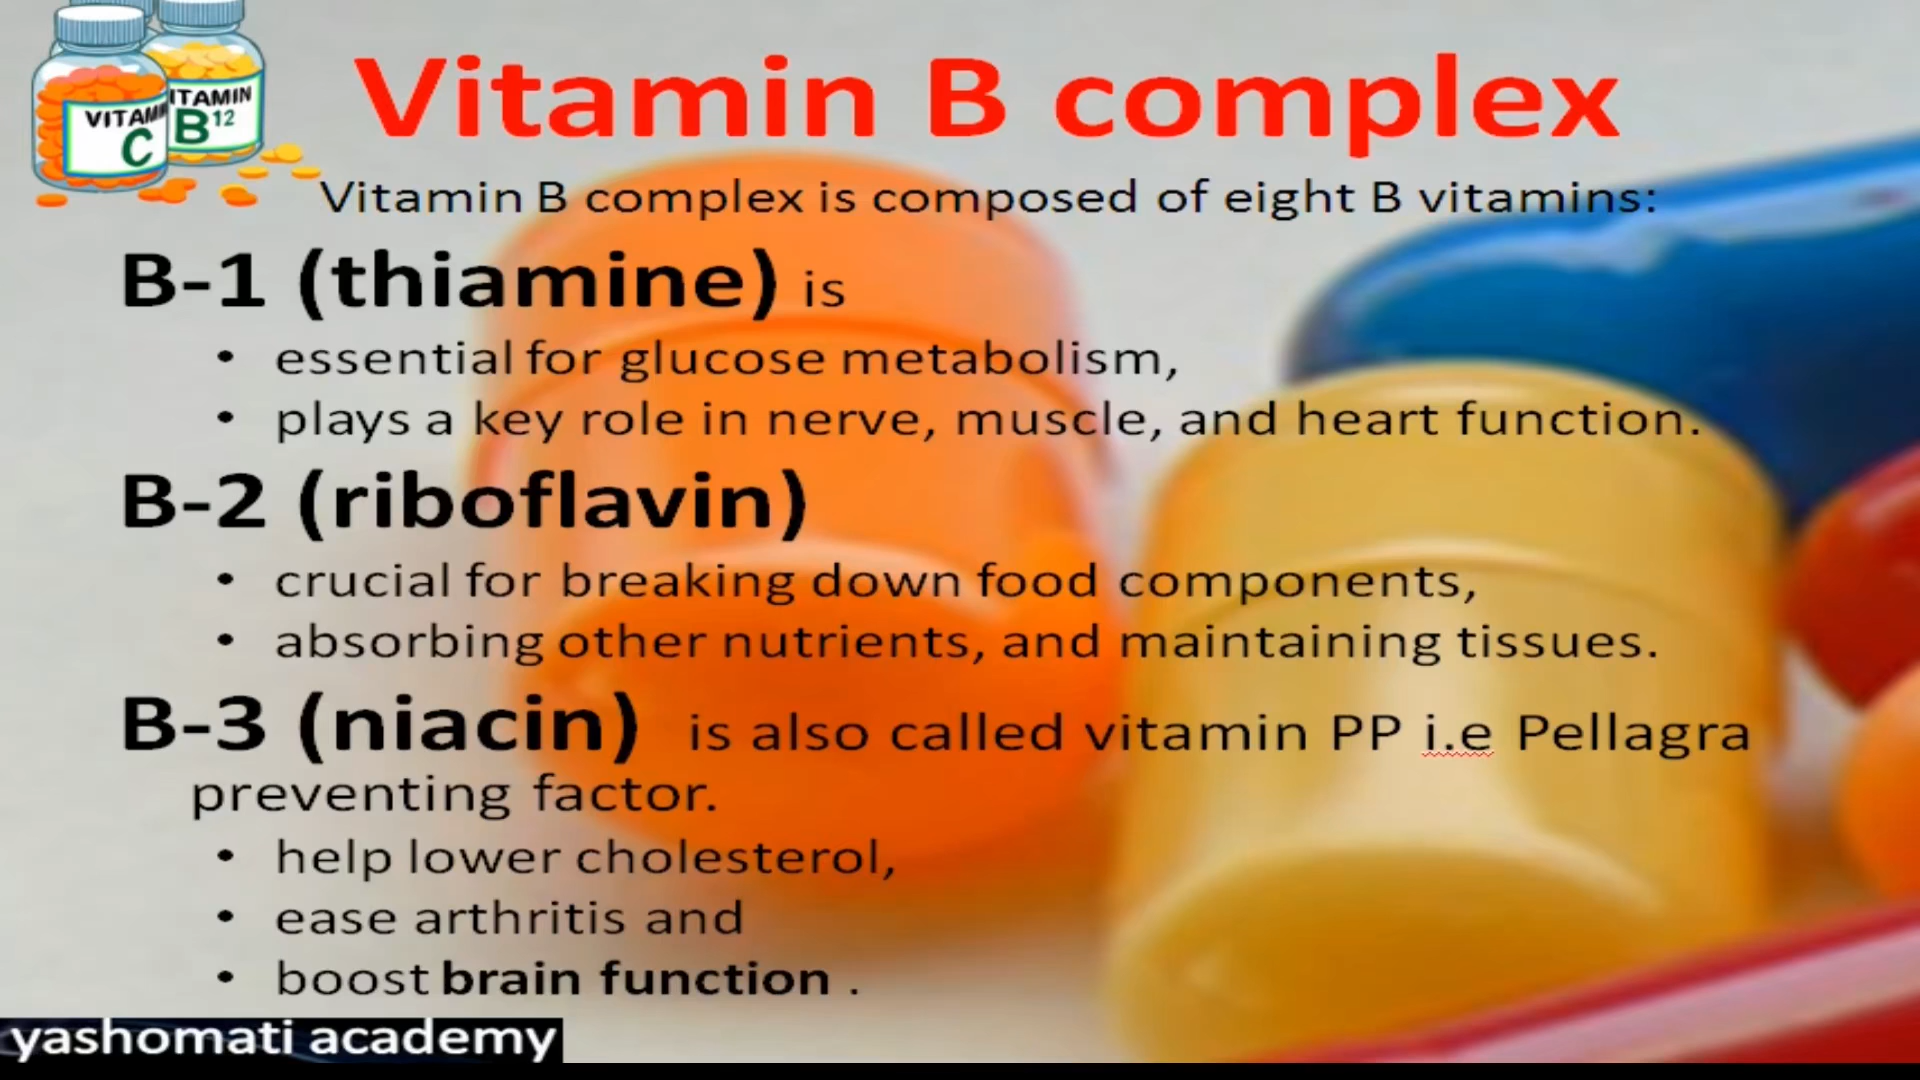 VITAMIN
C
VITAMIN
B12
Vitamin B complex
Vitamin B complex is composed of eight B vitamins:
B-1 (thiamine) is
• essential for glucose metabolism,
• plays a key role in nerve, muscle, and heart function.
B-2 (riboflavin)
• crucial for breaking down food components,
• absorbing other nutrients, and maintaining tissues.
B-3 (niacin) is also called vitamin PP i.e Pellagra
preventing factor.
• help lower cholesterol,
• ease arthritis and
• boost brain function .
yashomati academy